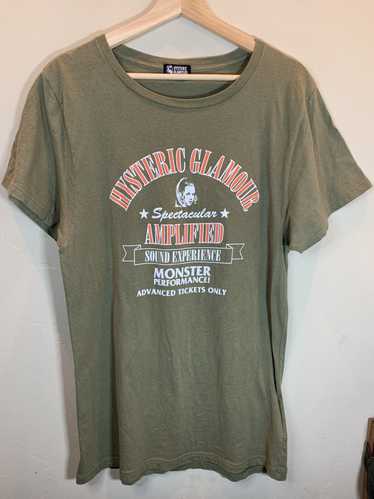 HYSTERIC GLAMOUR
Spectacular
AMPLIFIED
SOUND EXPERIENCE
MONSTER
PERFORMANCE!
ADVANCED TICKETS ONLY